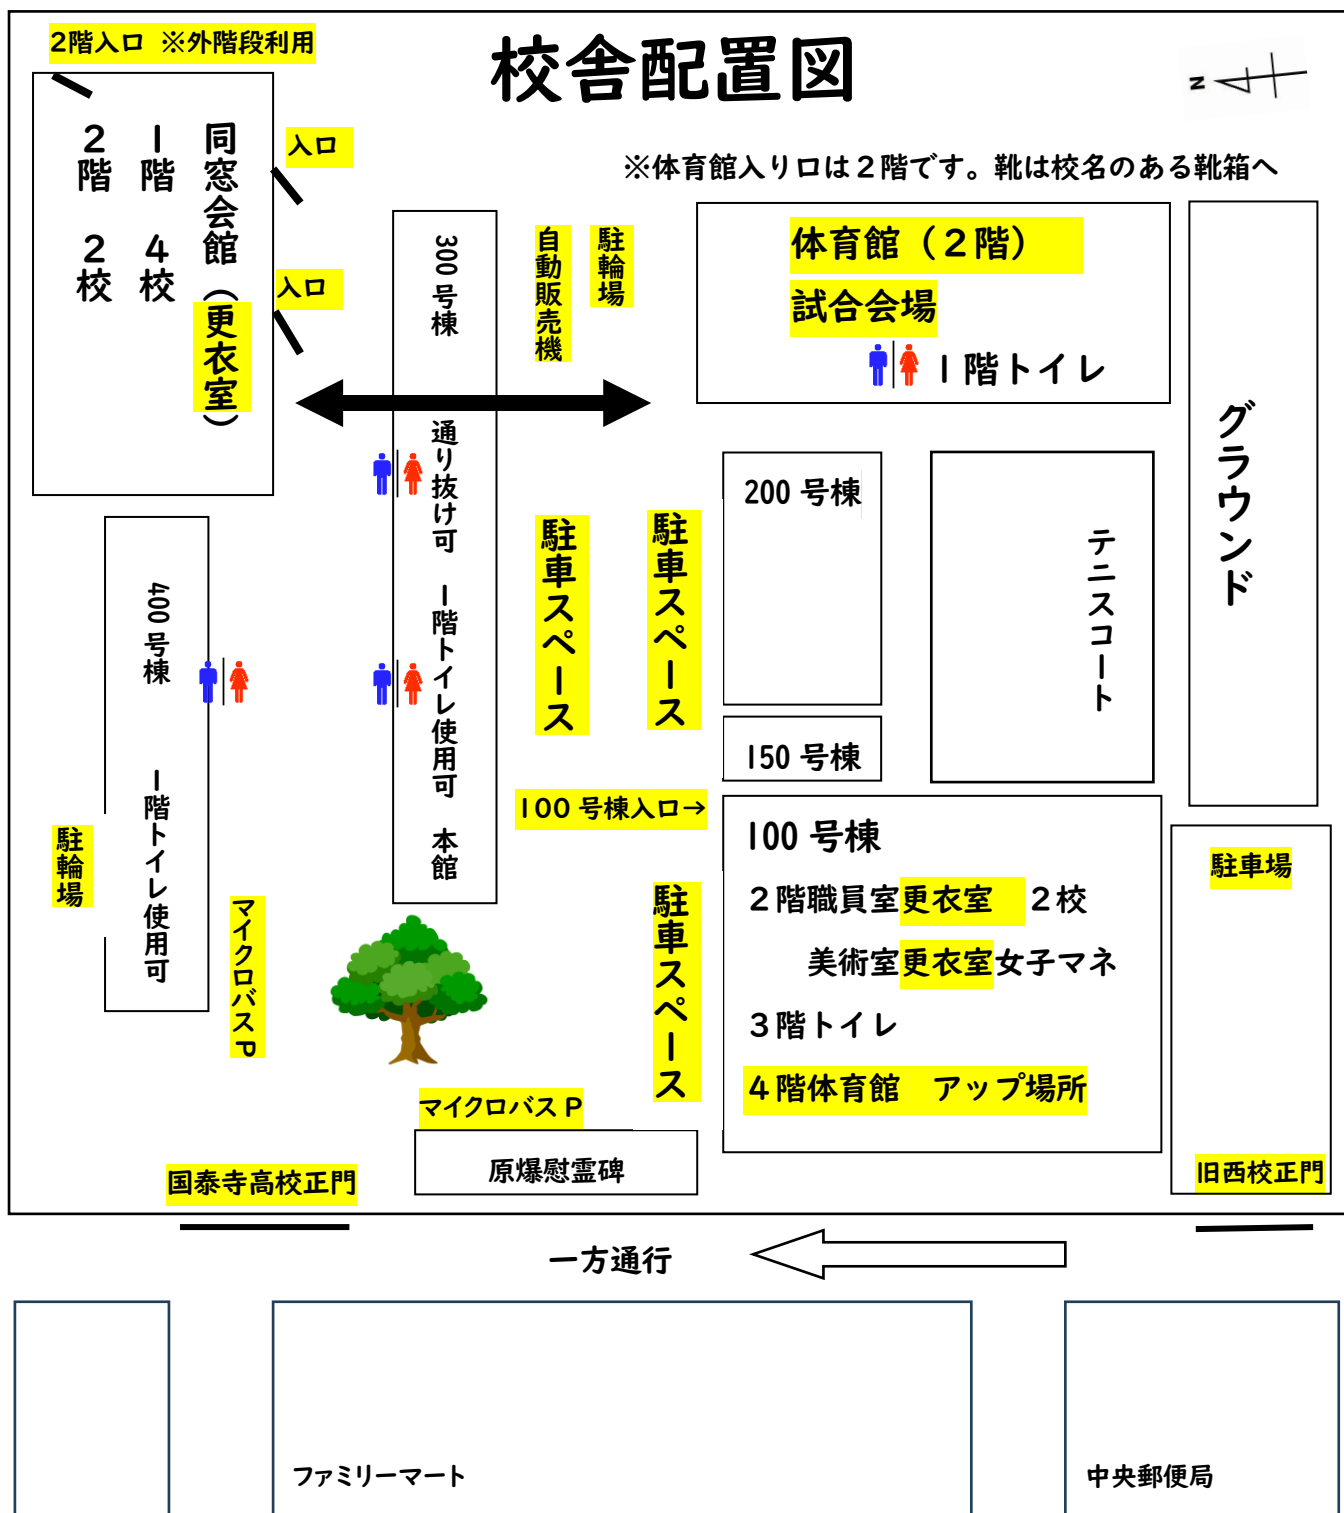 2階入口 ※外階段利用
校舎配置図
N
※体育館入り口は２階です。靴は校名のある靴箱へ
同窓会館（更衣室）
１階 ４校
２階 ２校
入口
入口
300号棟 通り抜け可 １階トイレ使用可 本館
自動販売機
駐輪場
体育館（２階）
試合会場
１階トイレ
グラウンド
400号棟 １階トイレ使用可
駐輪場
マイクロバスＰ
駐車スペース
駐車スペース
200号棟
テニスコート
150号棟
100号棟入口→
駐車スペース
100号棟
２階職員室更衣室 ２校
美術室更衣室女子マネ
３階トイレ
４階体育館 アップ場所
駐車場
マイクロバスＰ
原爆慰霊碑
国泰寺高校正門
旧西校正門
一方通行
ファミリーマート
中央郵便局